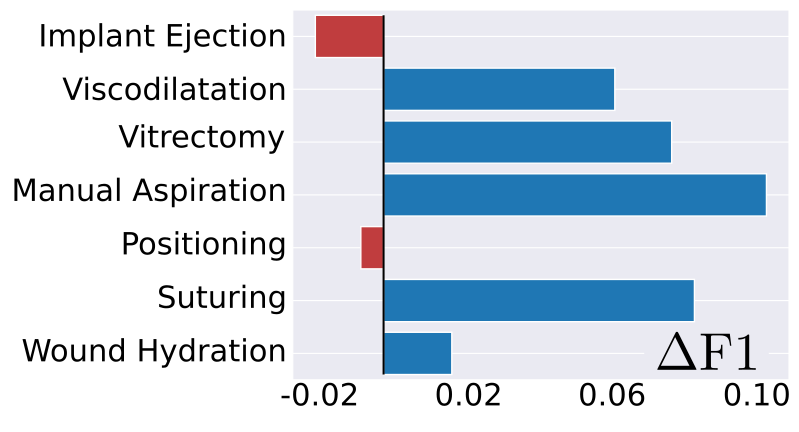 Implant Ejection
Viscodilatation
Vitrectomy
Manual Aspiration
Positioning
Suturing
Wound Hydration
ΔF1
-0.02 0.02 0.06 0.10